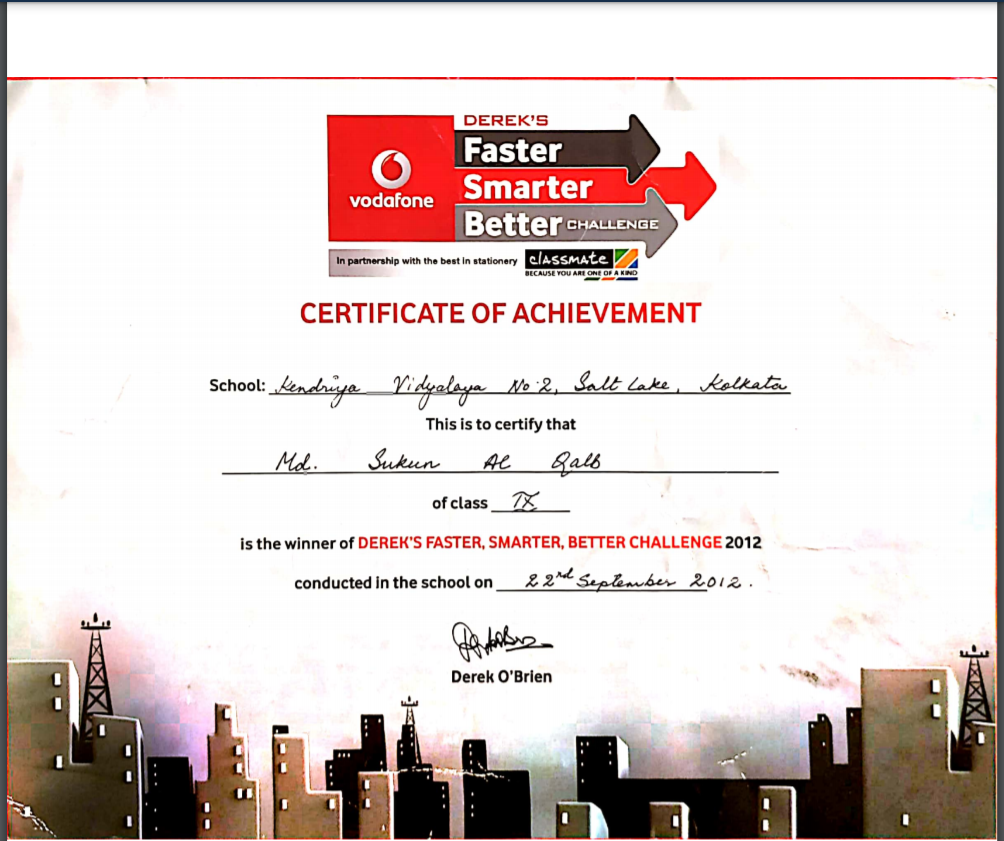 DEREK'S
Faster
Smarter
Better CHALLENGE
vodafone
In partnership with the best in stationery
classmate
BECAUSE YOU ARE ONE OF A KIND
CERTIFICATE OF ACHIEVEMENT
School: Kendriya Vidyalaya No 2, Salt Lake, Kolkata
This is to certify that
Md. Sukun Al Qalb
of class IX
is the winner of DEREK'S FASTER, SMARTER, BETTER CHALLENGE 2012
conducted in the school on 22nd September 2012.
Derek O'Brien